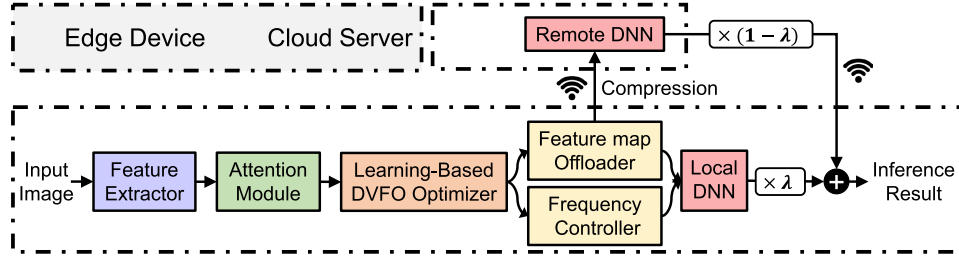 Edge Device
Cloud Server
Remote DNN
× (1 − λ)
Compression
Input
Image
Feature
Extractor
Attention
Module
Learning-Based
DVFO Optimizer
Feature map
Offloader
Frequency
Controller
Local
DNN
× λ
+
Inference
Result